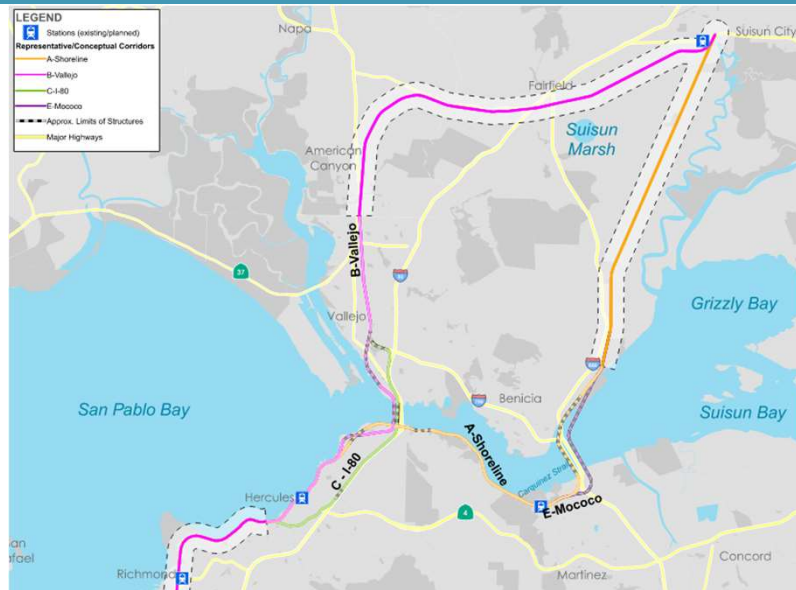 LEGEND
Stations (existing/planned)
Representative/Conceptual Corridors
A-Shoreline
B-Vallejo
C-I-80
E-Mococo
Approx. Limits of Structures
Major Highways
Napa
Suisun City
Fairfield
Suisun
Marsh
American
Canyon
B-Vallejo
37
80
Vallejo
Grizzly Bay
680
Benicia
780
San Pablo Bay
Suisun Bay
A-Shoreline
C - I-80
Carquinez Strait
Hercules
E-Mococo
4
Concord
Richmond
Martinez